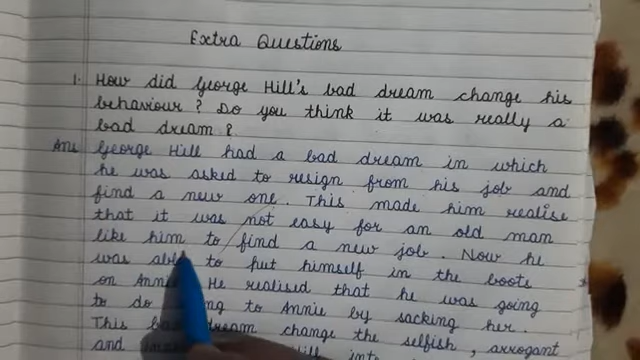 Extra Questions
1. How did George Hill's bad dream change his
behaviour? Do you think it was really a
bad dream?
Ans George Hill had a bad dream in which
he was asked to resign from his job and
find a new one. This made him realise
that it was not easy for an old man
like him to find a new job. Now he
was able to put himself in the boots
on Annie. He realised that he was going
to do to Annie by sacking her.
This dream change the selfish, arrogant
and into